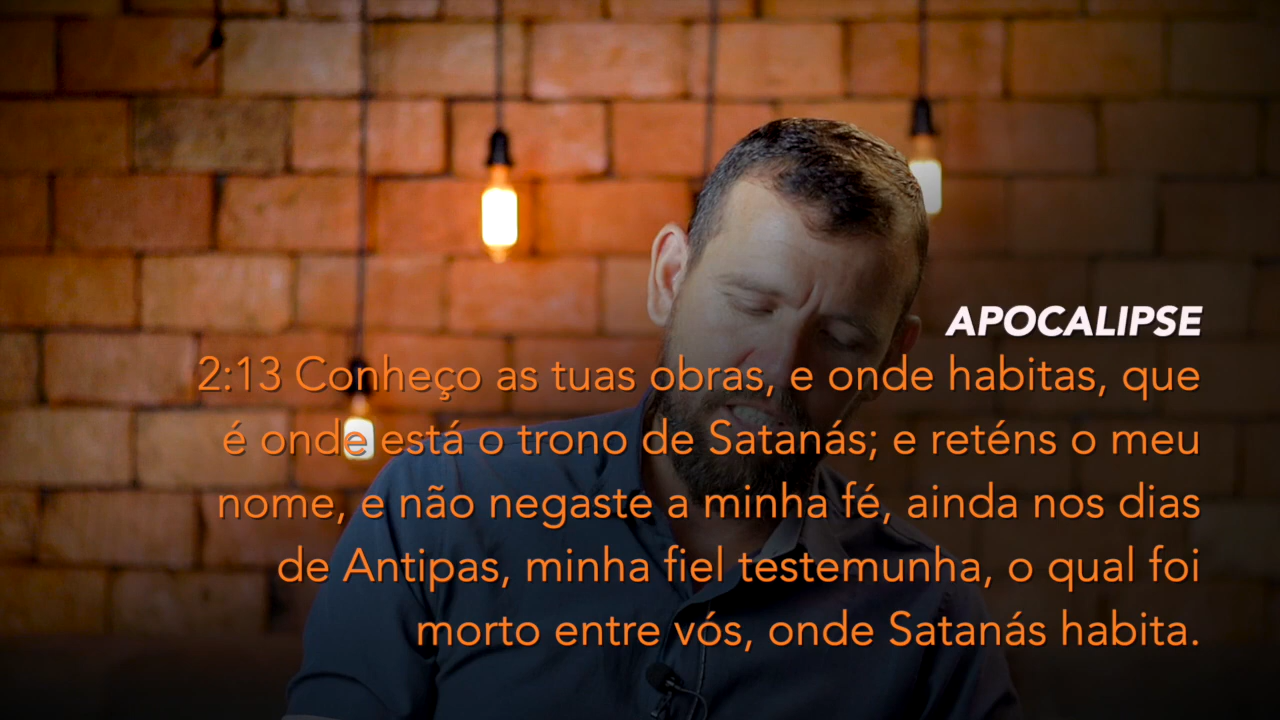 APOCALIPSE
2:13 Conheço as tuas obras, e onde habitas, que
é onde está o trono de Satanás; e reténs o meu
nome, e não negaste a minha fé, ainda nos dias
de Antipas, minha fiel testemunha, o qual foi
morto entre vós, onde Satanás habita.